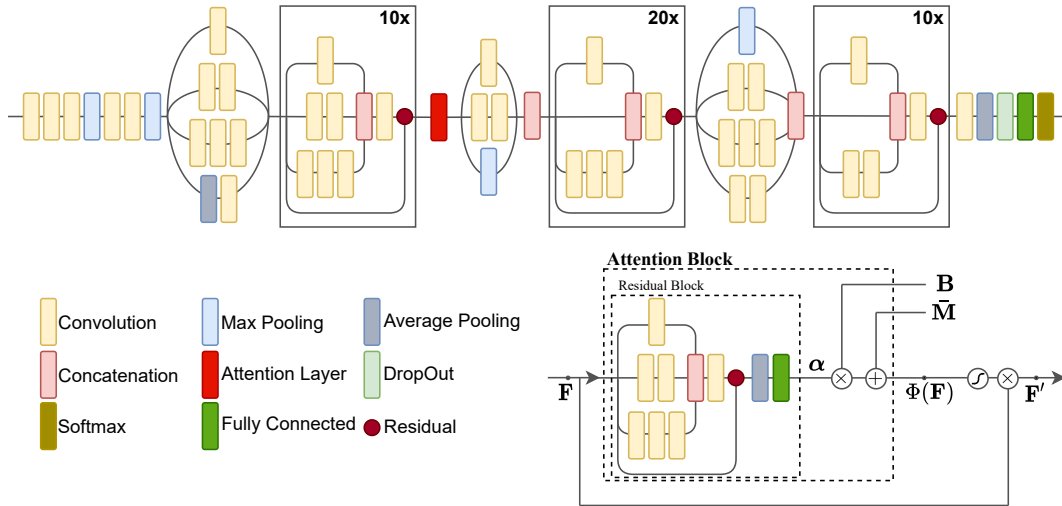 10x
20x
10x
Attention Block
Residual Block
B
M̄
α
F
Φ(F)
F′
Convolution
Max Pooling
Average Pooling
Concatenation
Attention Layer
DropOut
Softmax
Fully Connected
Residual